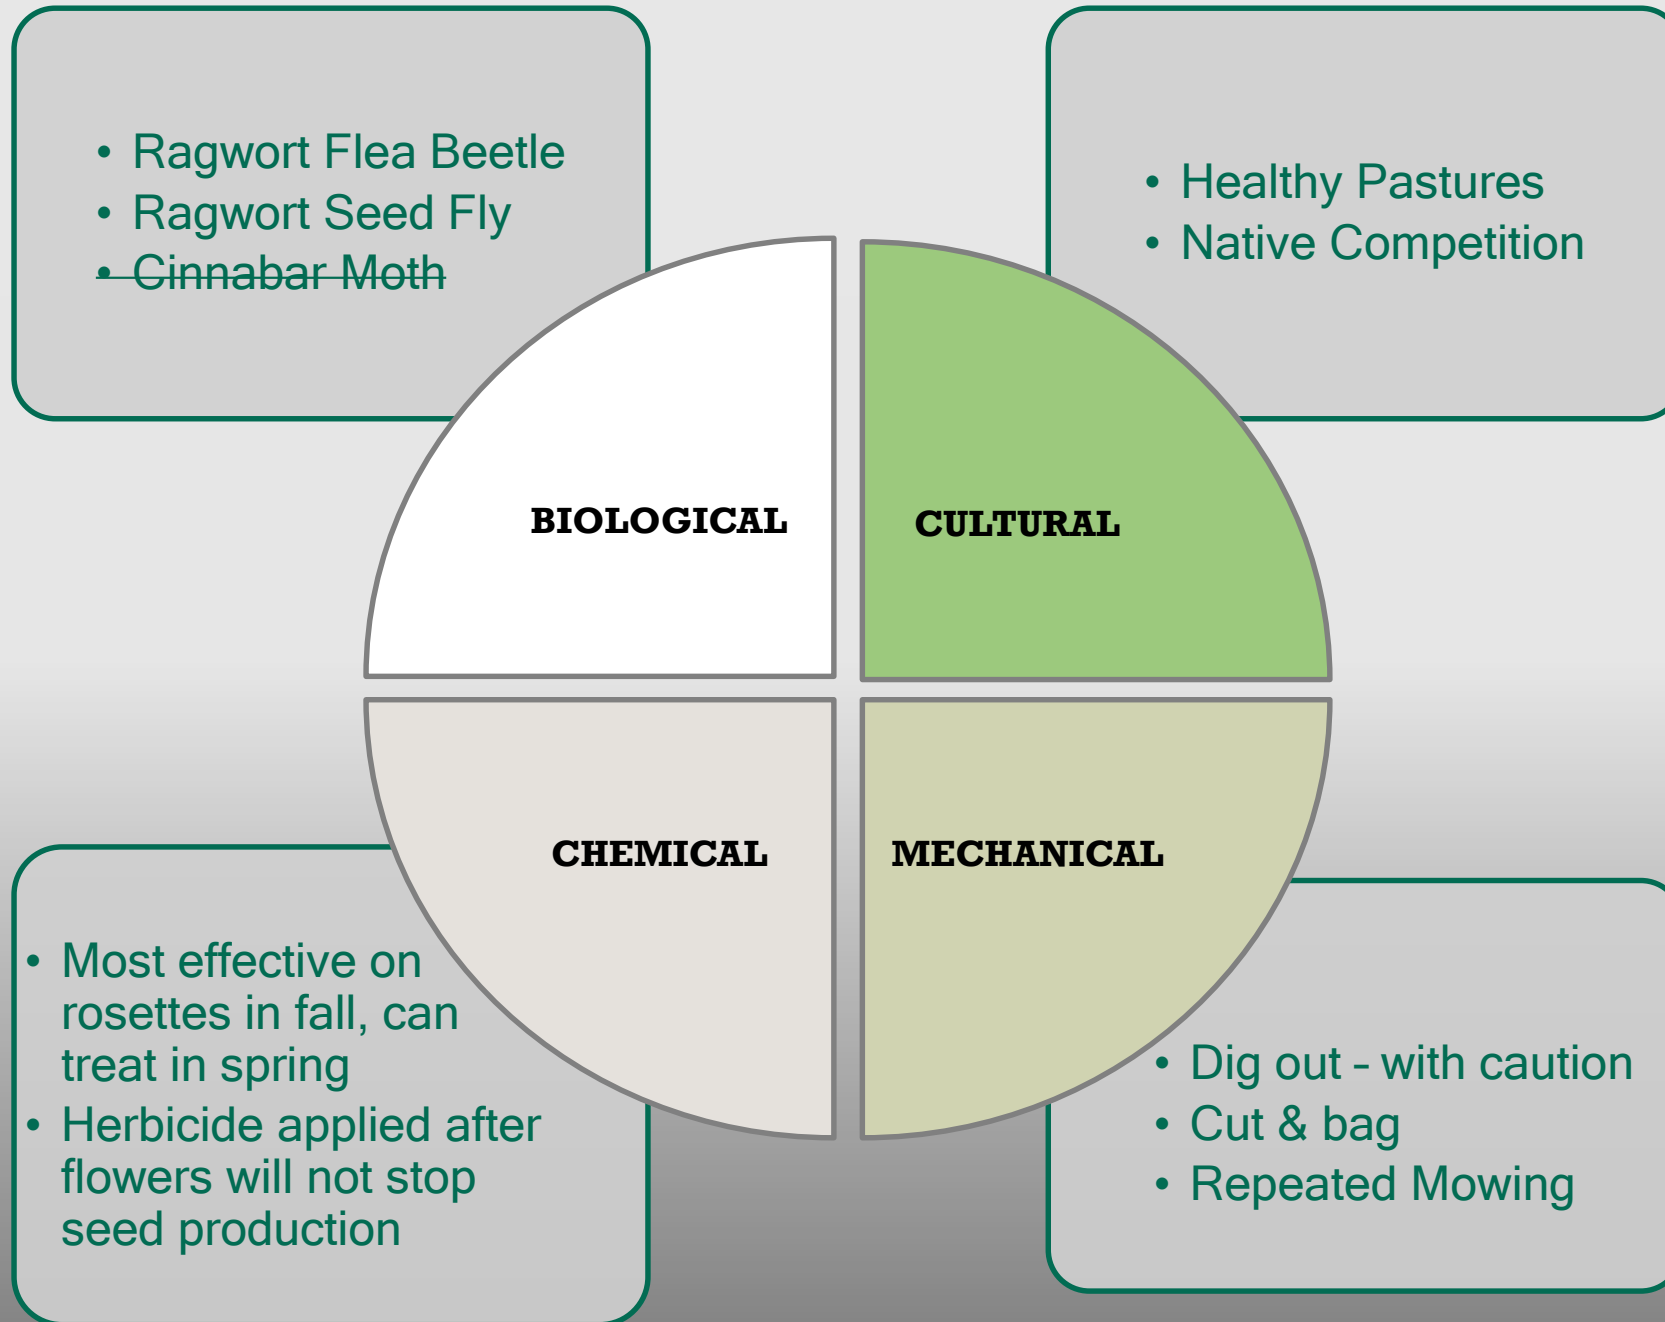 • Ragwort Flea Beetle
• Ragwort Seed Fly
• Cinnabar Moth
• Healthy Pastures
• Native Competition
BIOLOGICAL
CULTURAL
CHEMICAL
MECHANICAL
• Most effective on
rosettes in fall, can
treat in spring
• Herbicide applied after
flowers will not stop
seed production
• Dig out – with caution
• Cut & bag
• Repeated Mowing